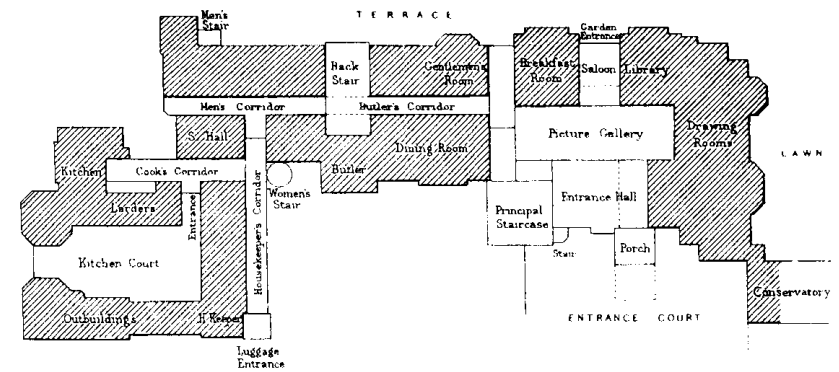 TERRACE
Men's
Stair
Garden
Entrance
Back
Stair
Gentlemen's
Room
Breakfast
Room
Saloon
Library
Men's Corridor
Butler's Corridor
S. Hall
Dining Room
Picture Gallery
Drawing
Rooms
LAWN
Kitchen
Cook's Corridor
Butler
Women's
Stair
Larders
Entrance
Housekeeper's Corridor
Principal
Staircase
Entrance Hall
Stair
Porch
Kitchen Court
Conservatory
Outbuildings
H Keeper
ENTRANCE COURT
Luggage
Entrance